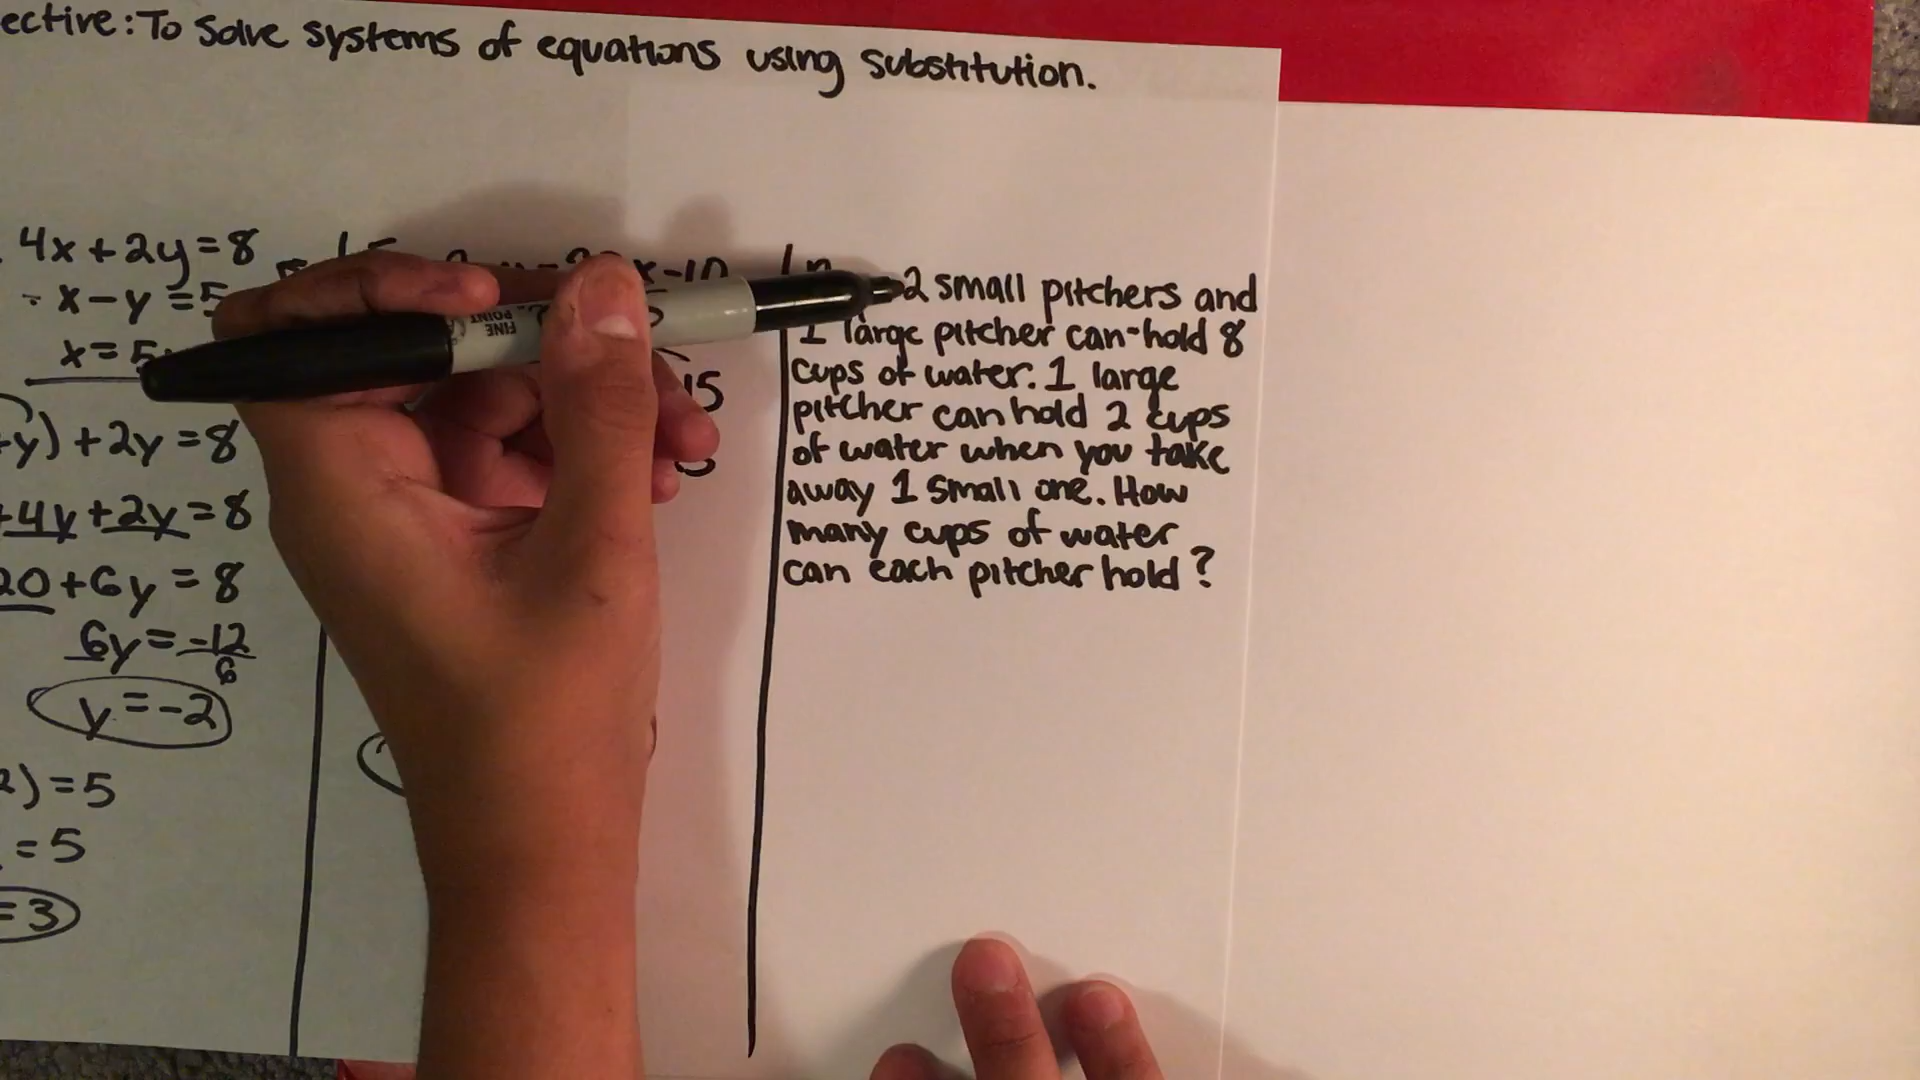 ective: To solve systems of equations using substitution.
4x+2y=8
x-y=5
x=5
y)+2y=8
+4y+2y=8
20+6y=8
6y=-12
6
y=-2
2)=5
=5
=3
x-10
15
FINE
POINT
2 small pitchers and
1 large pitcher can hold 8
cups of water. 1 large
pitcher can hold 2 cups
of water when you take
away 1 small one. How
many cups of water
can each pitcher hold?